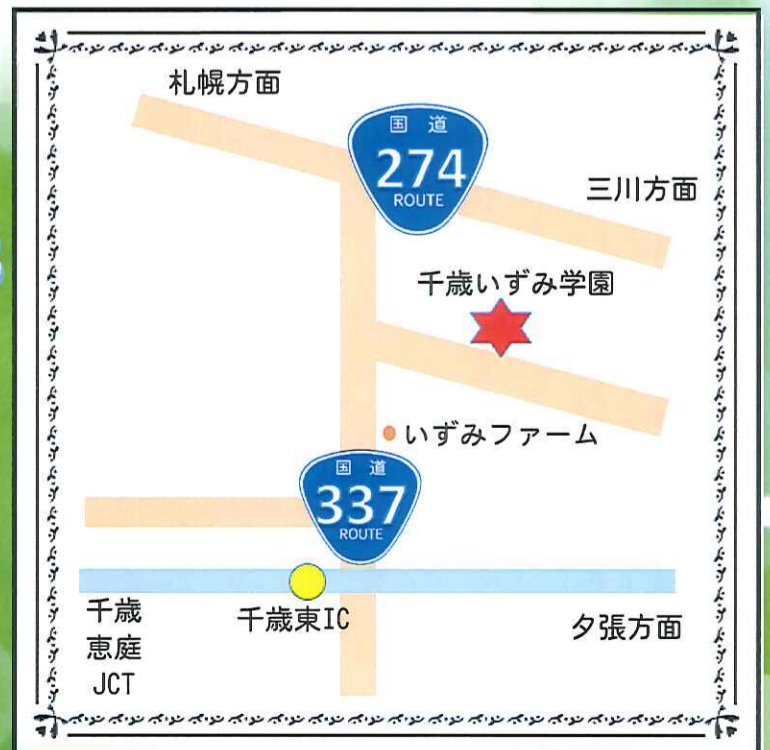 札幌方面
国道
274
ROUTE
三川方面
千歳いずみ学園
いずみファーム
国道
337
ROUTE
千歳
恵庭
JCT
千歳東IC
夕張方面